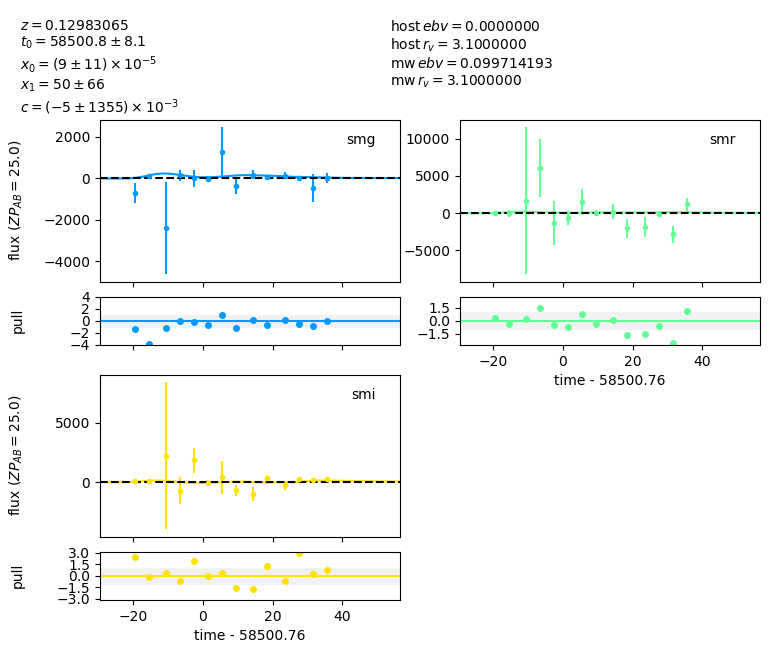 z = 0.12983065
t₀ = 58500.8 ± 8.1
x₀ = (9 ± 11) × 10⁻⁵
x₁ = 50 ± 66
c = (−5 ± 1355) × 10⁻³
host ebv = 0.0000000
host r_v = 3.1000000
mw ebv = 0.099714193
mw r_v = 3.1000000
smg
flux (ZP_AB = 25.0)
2000
0
−2000
−4000
smr
10000
5000
0
−5000
pull
4
2
0
−2
−4
1.5
0.0
−1.5
−20 0 20 40
time - 58500.76
smi
flux (ZP_AB = 25.0)
5000
0
pull
3.0
1.5
0.0
−1.5
−3.0
−20 0 20 40
time - 58500.76